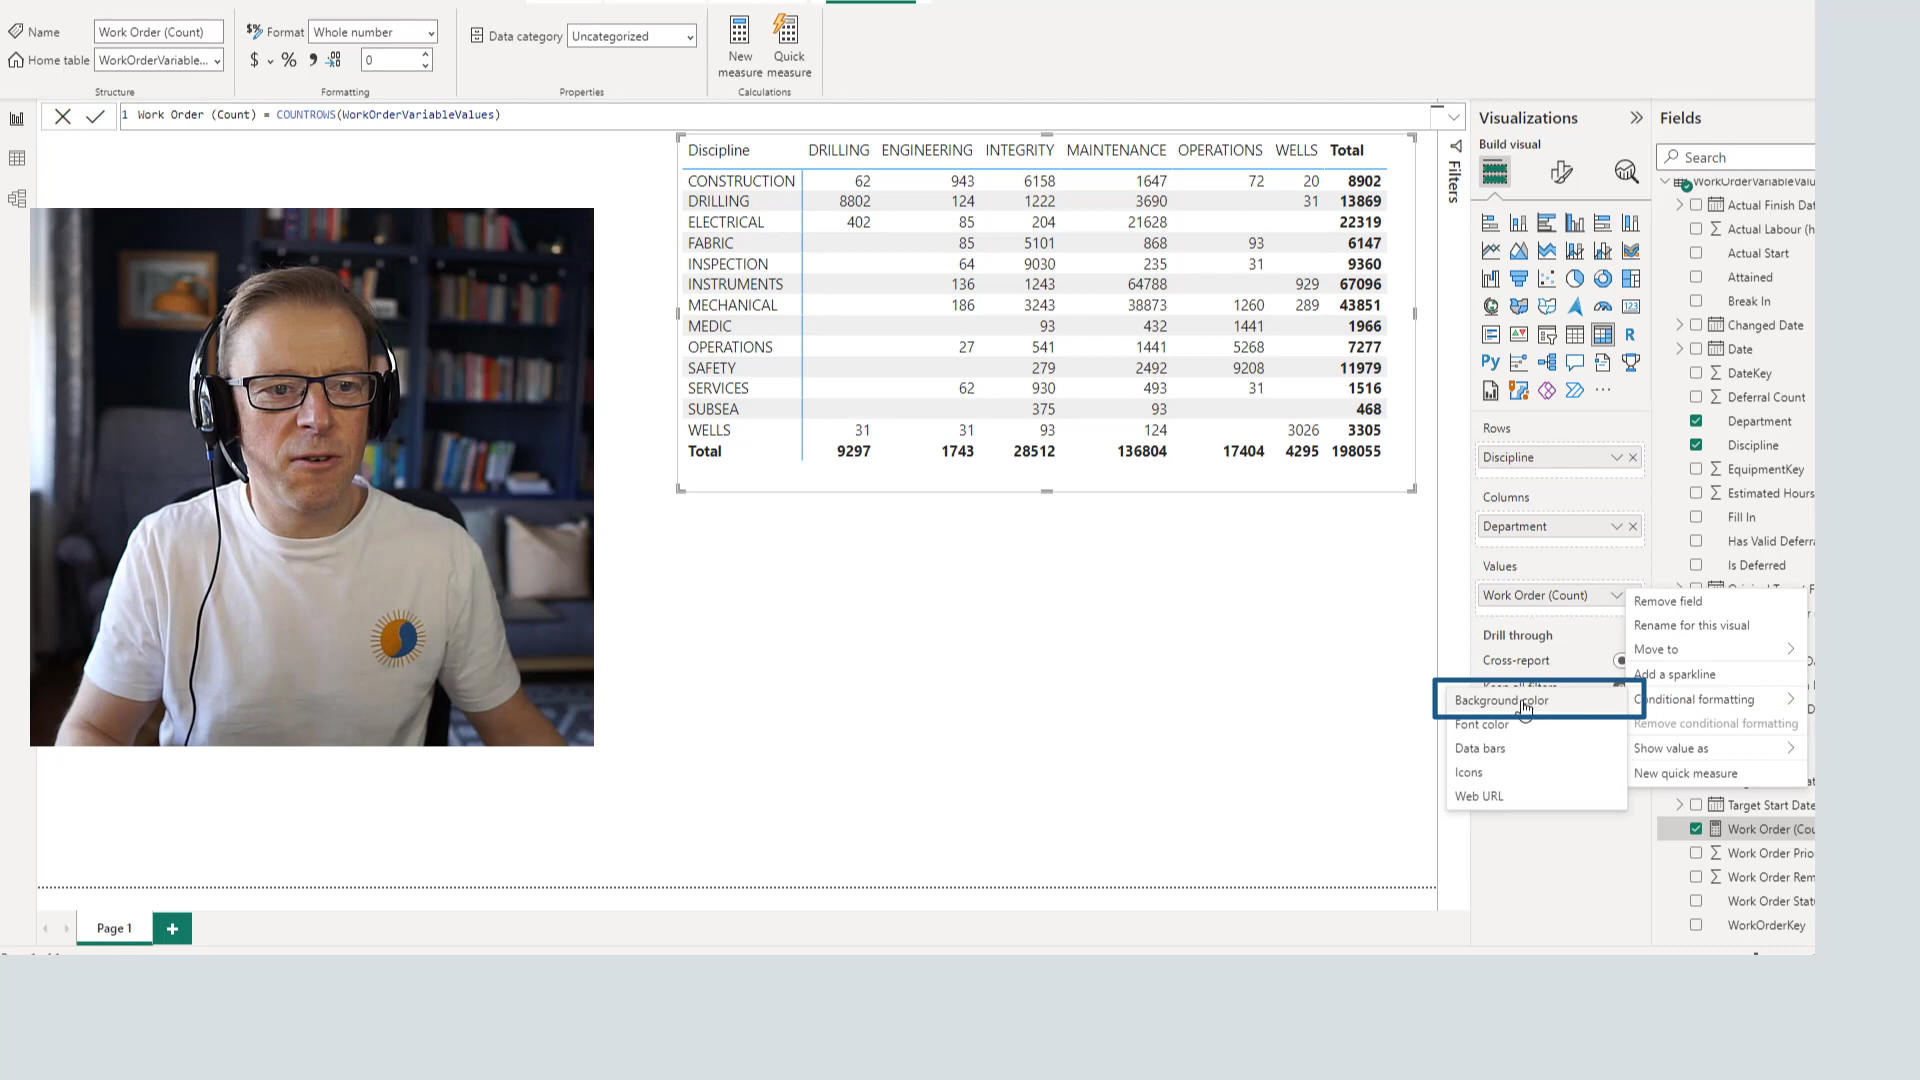 Name
Work Order (Count)
Format
Whole number
Data category
Uncategorized
New measure
Quick measure
Home table
WorkOrderVariable...
$
%
0
Structure
Formatting
Properties
Calculations
1 Work Order (Count) = COUNTROWS(WorkOrderVariableValues)
Discipline DRILLING ENGINEERING INTEGRITY MAINTENANCE OPERATIONS WELLS Total
CONSTRUCTION 62 943 6158 1647 72 20 8902
DRILLING 8802 124 1222 3690 31 13869
ELECTRICAL 402 85 204 21628 22319
FABRIC 85 5101 868 93 6147
INSPECTION 64 9030 235 31 9360
INSTRUMENTS 136 1243 64788 929 67096
MECHANICAL 186 3243 38873 1260 289 43851
MEDIC 93 432 1441 1966
OPERATIONS 27 541 1441 5268 7277
SAFETY 279 2492 9208 11979
SERVICES 62 930 493 31 1516
SUBSEA 375 93 468
WELLS 31 31 93 124 3026 3305
Total 9297 1743 28512 136804 17404 4295 198055
Filters
Visualizations
Build visual
123
R
Py
Rows
Discipline
Columns
Department
Values
Work Order (Count)
Drill through
Cross-report
Remove field
Rename for this visual
Move to
Add a sparkline
Conditional formatting
Remove conditional formatting
Show value as
New quick measure
Background color
Font color
Data bars
Icons
Web URL
Fields
Search
WorkOrderVariableValu
Actual Finish Dat
Actual Labour (h
Actual Start
Attained
Break In
Changed Date
Date
DateKey
Deferral Count
Department
Discipline
EquipmentKey
Estimated Hours
Fill In
Has Valid Deferra
Is Deferred
Target Start Date
Work Order (Cou
Work Order Prio
Work Order Rem
Work Order Stat
WorkOrderKey
Page 1